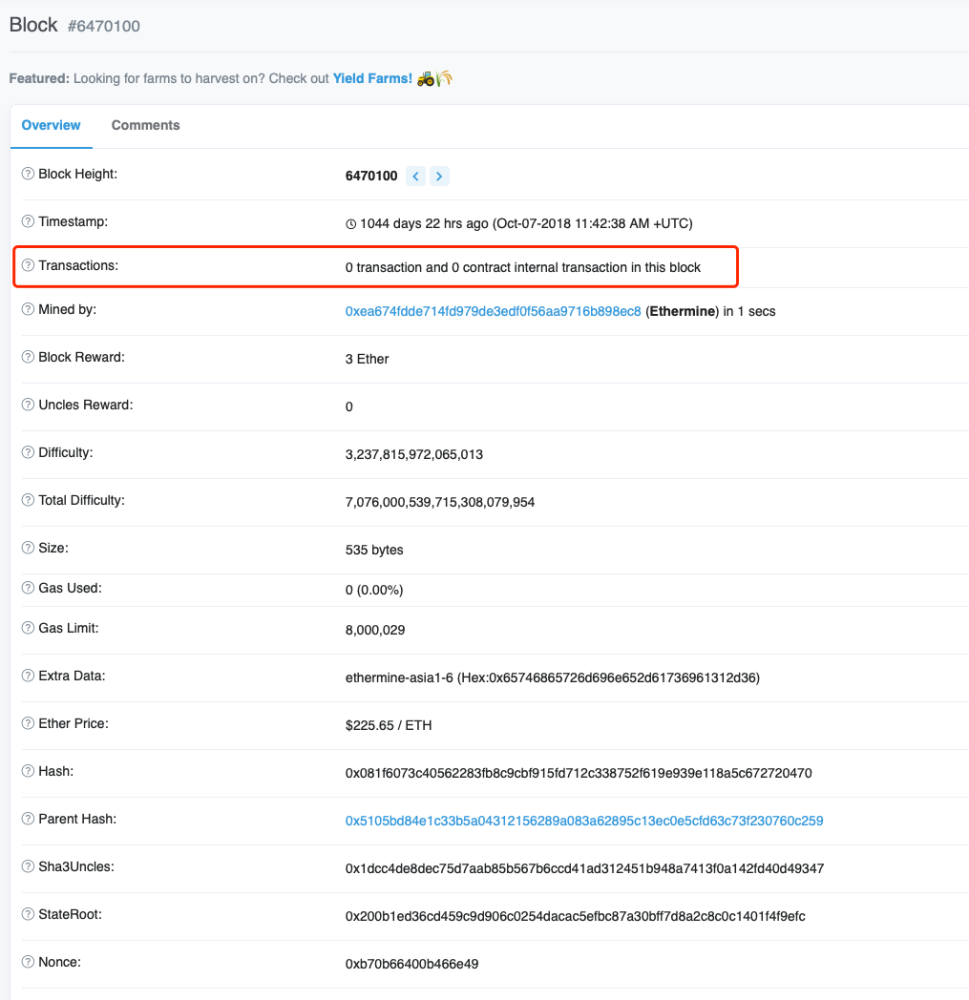 Block #6470100
Featured: Looking for farms to harvest on? Check out Yield Farms!
Overview Comments
Block Height: 6470100
Timestamp: 1044 days 22 hrs ago (Oct-07-2018 11:42:38 AM +UTC)
Transactions: 0 transaction and 0 contract internal transaction in this block
Mined by: 0xea674fdde714fd979de3edf0f56aa9716b898ec8 (Ethermine) in 1 secs
Block Reward: 3 Ether
Uncles Reward: 0
Difficulty: 3,237,815,972,065,013
Total Difficulty: 7,076,000,539,715,308,079,954
Size: 535 bytes
Gas Used: 0 (0.00%)
Gas Limit: 8,000,029
Extra Data: ethermine-asia1-6 (Hex:0x65746865726d696e652d61736961312d36)
Ether Price: $225.65 / ETH
Hash: 0x081f6073c40562283fb8c9cbf915fd712c338752f619e939e118a5c672720470
Parent Hash: 0x5105bd84e1c33b5a04312156289a083a62895c13ec0e5cfd63c73f230760c259
Sha3Uncles: 0x1dcc4de8dec75d7aab85b567b6ccd41ad312451b948a7413f0a142fd40d49347
StateRoot: 0x200b1ed36cd459c9d906c0254dacac5efbc87a30bff7d8a2c8c0c1401f4f9efc
Nonce: 0xb70b66400b466e49